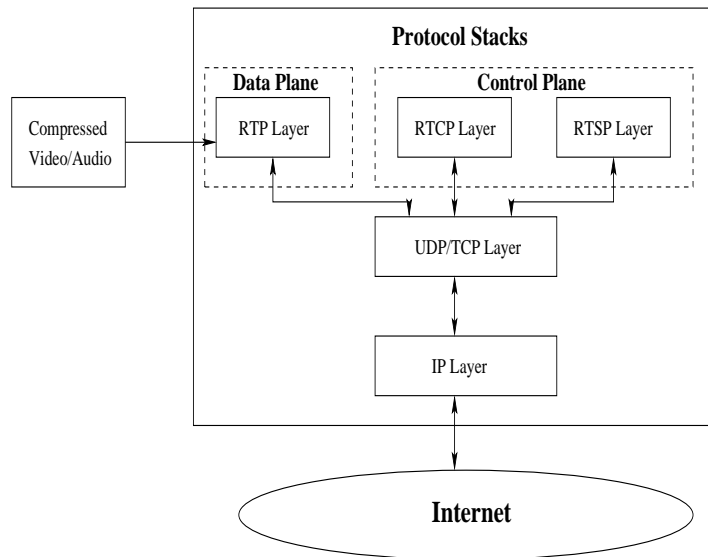 Protocol Stacks
Data Plane
Control Plane
Compressed
Video/Audio
RTP Layer
RTCP Layer
RTSP Layer
UDP/TCP Layer
IP Layer
Internet